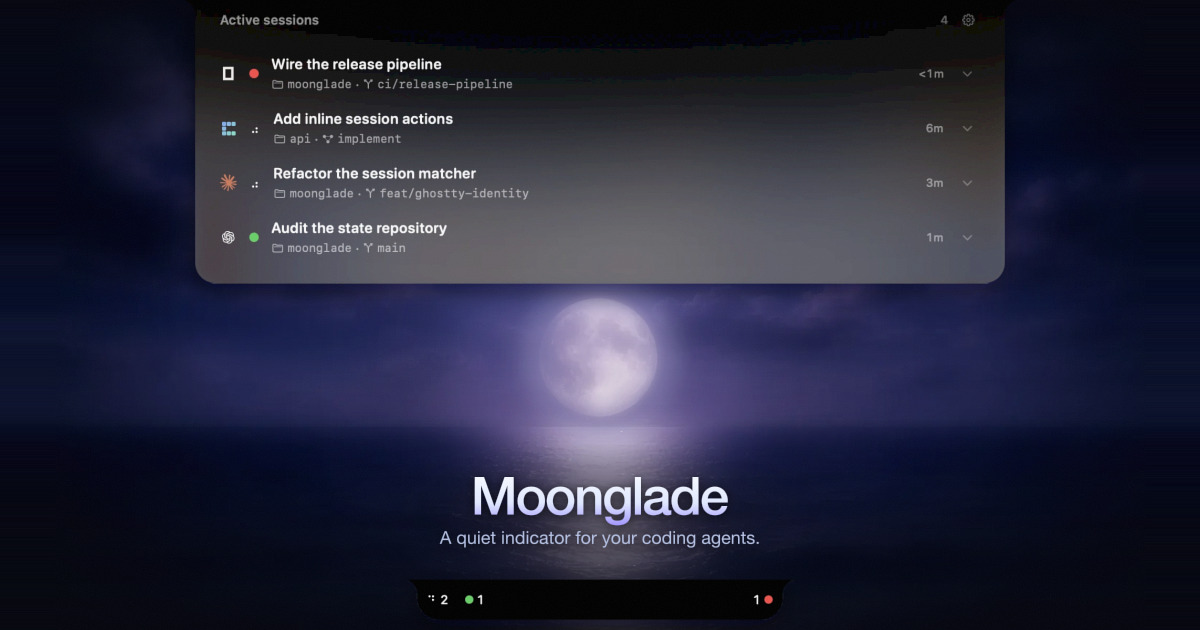 Active sessions 4
Wire the release pipeline <1m
moonglade · ci/release-pipeline
Add inline session actions 6m
api · implement
Refactor the session matcher 3m
moonglade · feat/ghostty-identity
Audit the state repository 1m
moonglade · main
Moonglade
A quiet indicator for your coding agents.
2 1 1